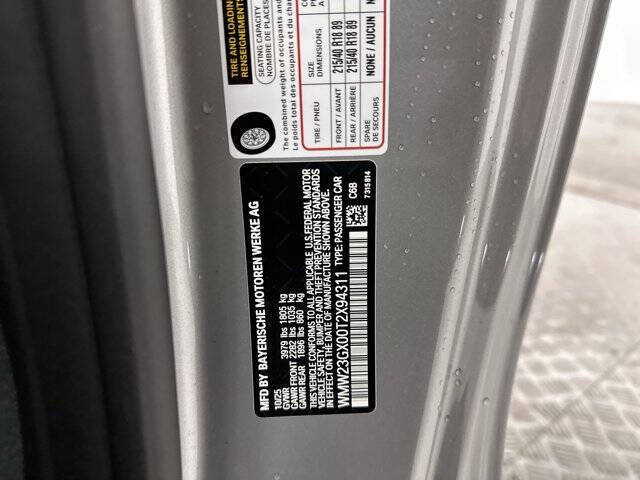 TIRE AND LOADING
RENSEIGNEMENTS
SEATING CAPACITY
NOMBRE DE PLACES
The combined weight of occupants and
Le poids total des occupants et du
TIRE / PNEU
SIZE
DIMENSIONS
FRONT / AVANT
215/40 R18 89
REAR / ARRIÈRE
215/40 R18 89
SPARE
DE SECOURS
NONE / AUCUN
MFD BY BAYERISCHE MOTOREN WERKE AG
10/25
GVWR 3979 lbs 1805 kg
GAWR FRONT 2282 lbs 1035 kg
GAWR REAR 1896 lbs 860 kg
THIS VEHICLE CONFORMS TO ALL APPLICABLE U.S. FEDERAL MOTOR
VEHICLE SAFETY, BUMPER AND THEFT PREVENTION STANDARDS
IN EFFECT ON THE DATE OF MANUFACTURE SHOWN ABOVE.
WMW23GX00T2X94311 TYPE: PASSENGER CAR
C6B
7315814